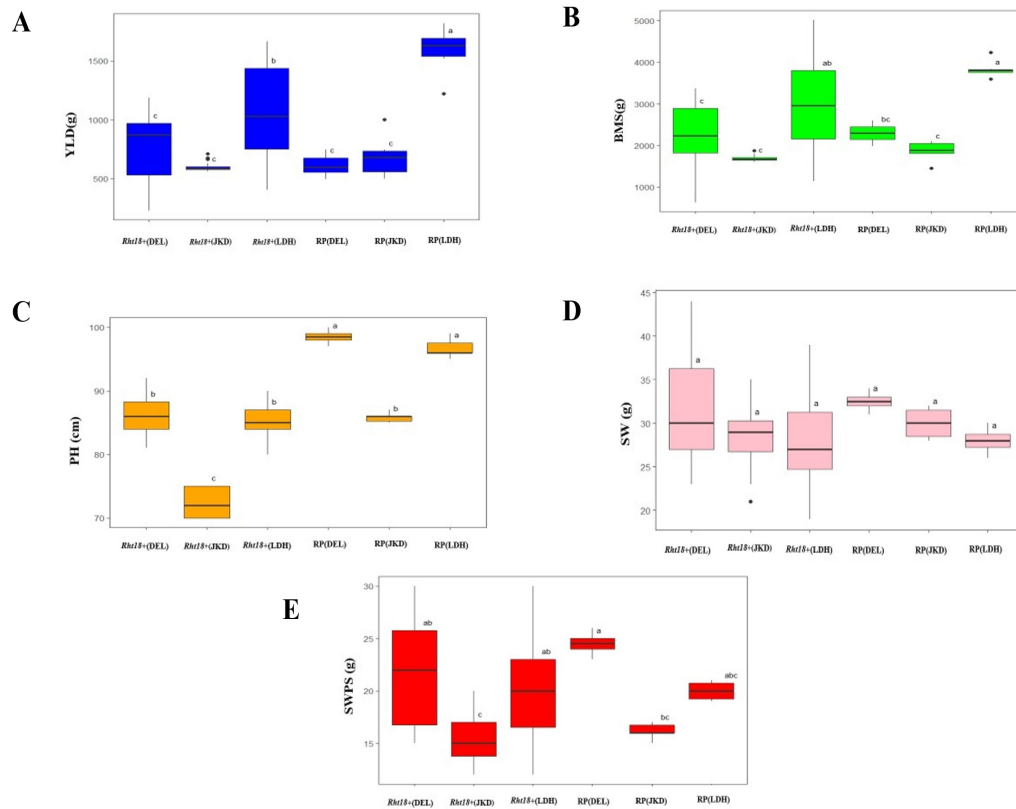 A
YLD(g)
1500
1000
500
c
c
b
c
c
a
Rht18+(DEL) Rht18+(JKD) Rht18+(LDH) RP(DEL) RP(JKD) RP(LDH)
B
BMS(g)
5000
4000
3000
2000
1000
c
c
ab
bc
c
a
Rht18+(DEL) Rht18+(JKD) Rht18+(LDH) RP(DEL) RP(JKD) RP(LDH)
C
PH (cm)
100
90
80
70
b
c
b
a
b
a
Rht18+(DEL) Rht18+(JKD) Rht18+(LDH) RP(DEL) RP(JKD) RP(LDH)
D
SW (g)
45
40
35
30
25
20
a
a
a
a
a
a
Rht18+(DEL) Rht18+(JKD) Rht18+(LDH) RP(DEL) RP(JKD) RP(LDH)
E
SWPS (g)
30
25
20
15
ab
c
ab
a
bc
abc
Rht18+(DEL) Rht18+(JKD) Rht18+(LDH) RP(DEL) RP(JKD) RP(LDH)